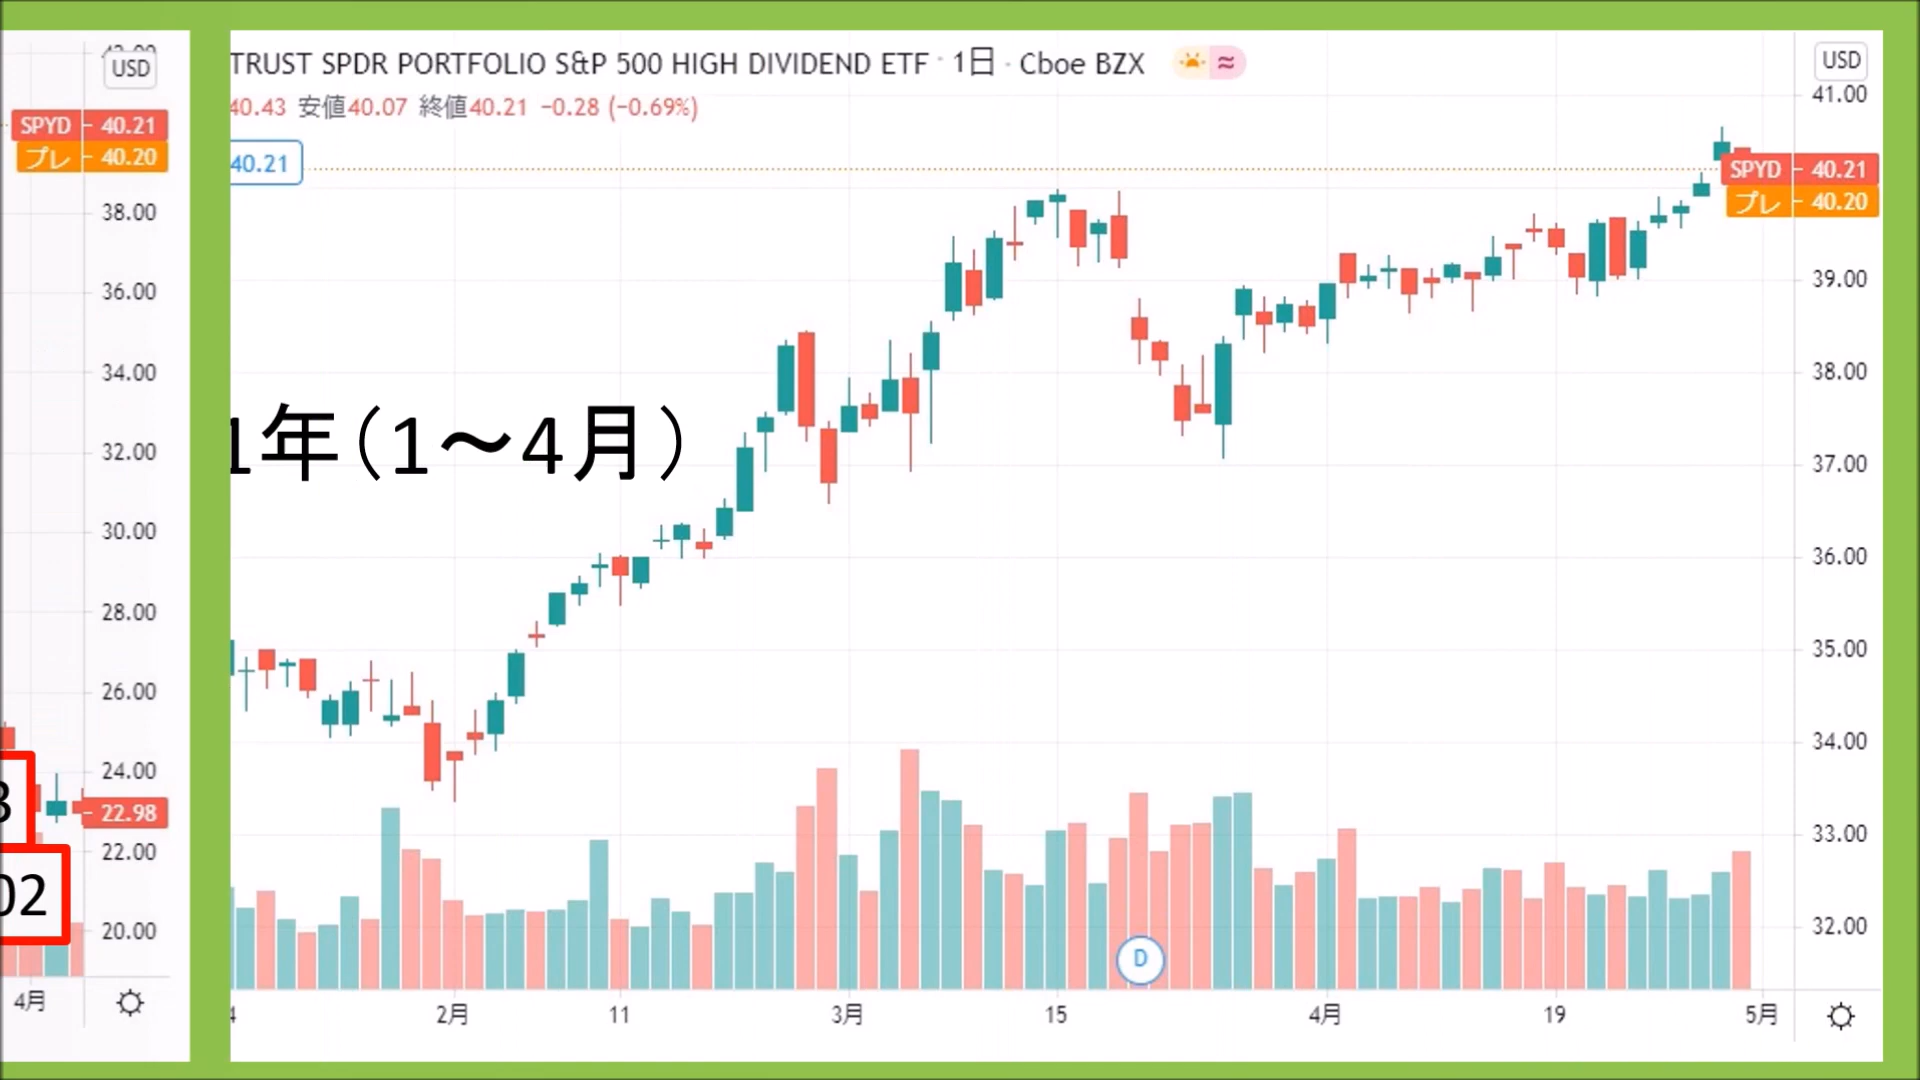 42.00
USD
SPYD 40.21
プレ 40.20
38.00
36.00
34.00
32.00
30.00
28.00
26.00
24.00
22.98
22.00
02
20.00
4月
TRUST SPDR PORTFOLIO S&P 500 HIGH DIVIDEND ETF · 1日 · Cboe BZX
40.43 安値40.07 終値40.21 −0.28 (−0.69%)
40.21
1年（1～4月）
USD
41.00
SPYD 40.21
プレ 40.20
39.00
38.00
37.00
36.00
35.00
34.00
33.00
32.00
D
4 2月 11 3月 15 4月 19 5月